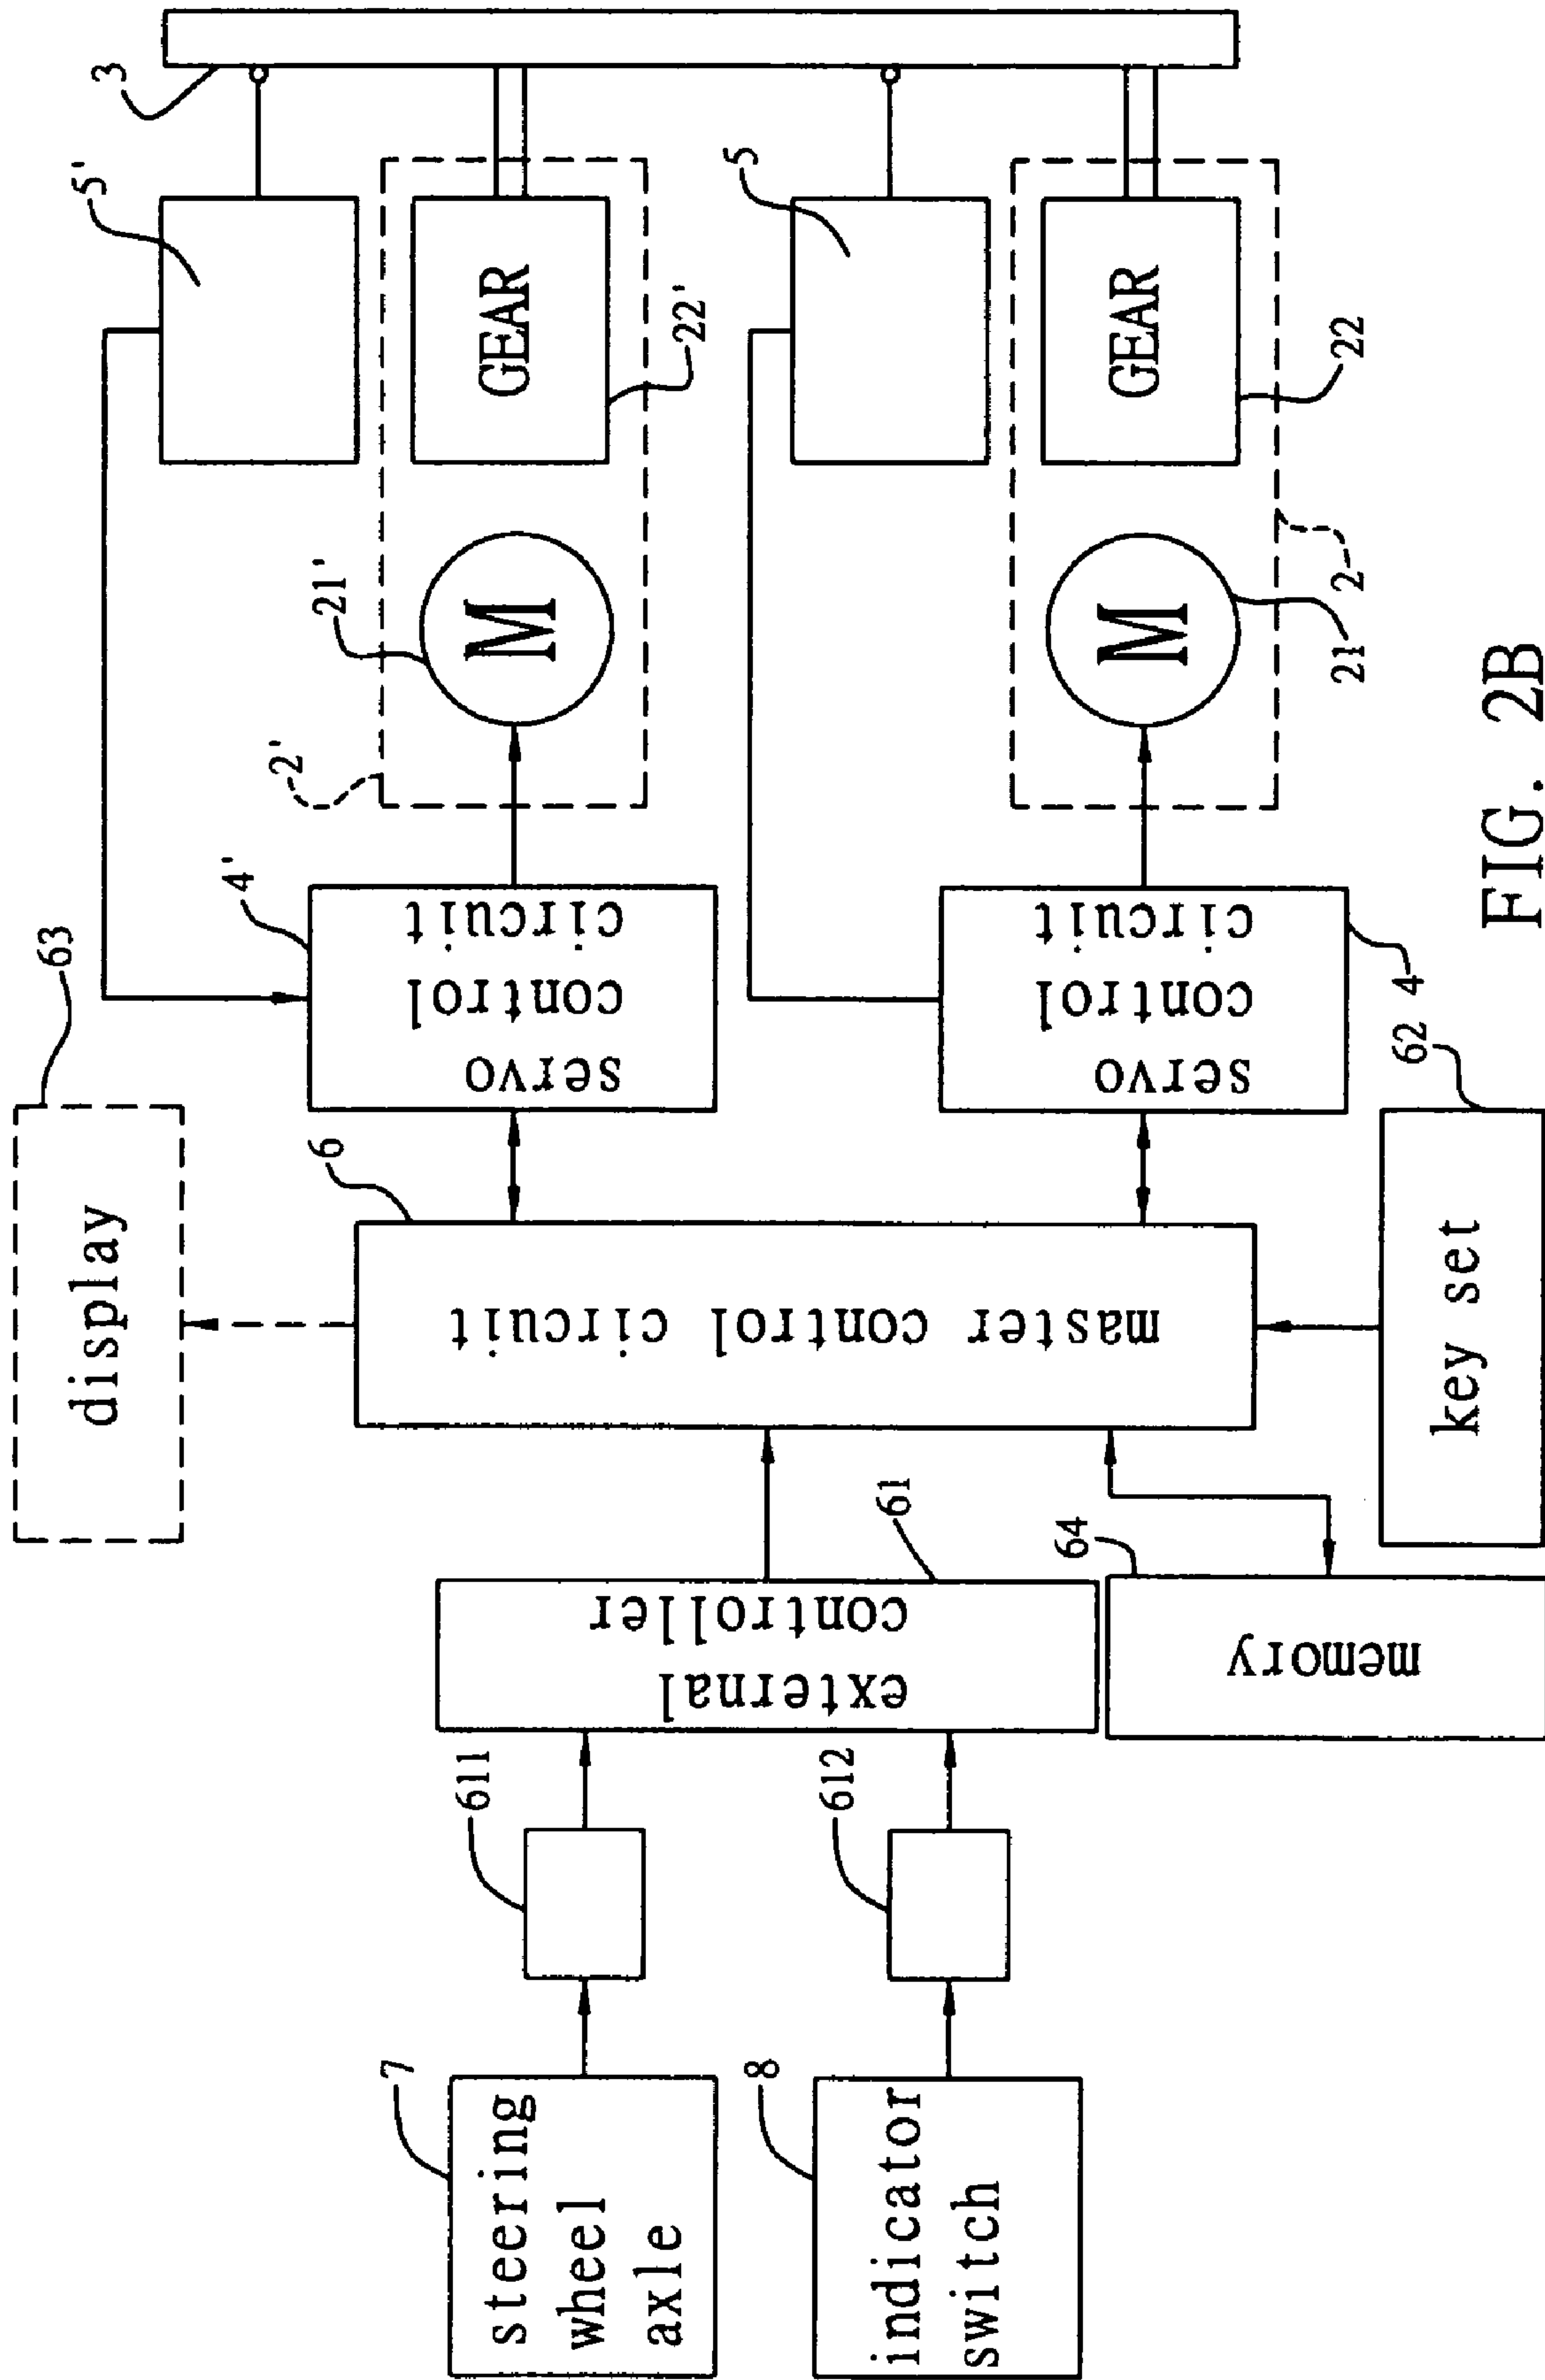 display
63
3
5'
4'
2'
21'
M
GEAR
22'
servo
control
circuit
6
master control circuit
7
steering
wheel
axle
611
external
controller
61
8
indicator
switch
612
5
servo
control
circuit
4
M
21
2
GEAR
22
64
memory
62
key set
FIG. 2B